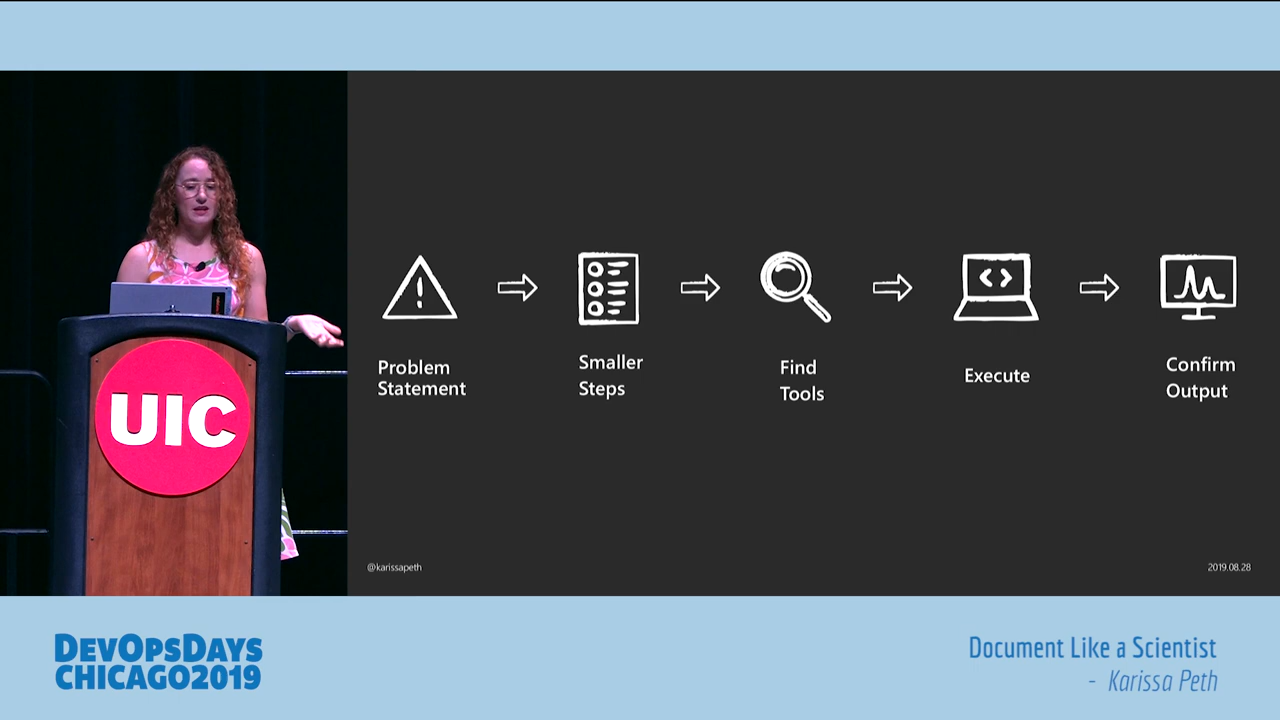 UIC
Problem
Statement
Smaller
Steps
Find
Tools
Execute
Confirm
Output
@karissapeth
2019.08.28
DEVOPSDAYS
CHICAGO2019
Document Like a Scientist
- Karissa Peth